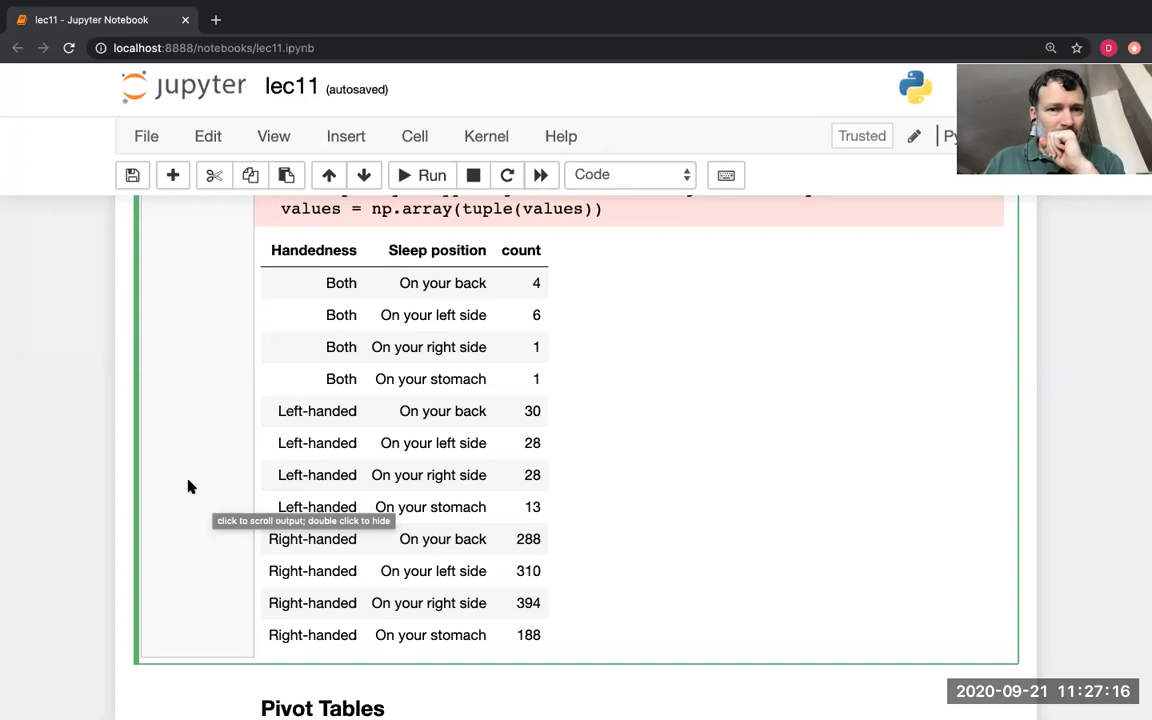 lec11 - Jupyter Notebook
localhost:8888/notebooks/lec11.ipynb
D
jupyter lec11 (autosaved)
File Edit View Insert Cell Kernel Help Trusted
Run Code
values = np.array(tuple(values))
Handedness Sleep position count
Both On your back 4
Both On your left side 6
Both On your right side 1
Both On your stomach 1
Left-handed On your back 30
Left-handed On your left side 28
Left-handed On your right side 28
Left-handed On your stomach 13
click to scroll output; double click to hide
Right-handed On your back 288
Right-handed On your left side 310
Right-handed On your right side 394
Right-handed On your stomach 188
2020-09-21 11:27:16
Pivot Tables